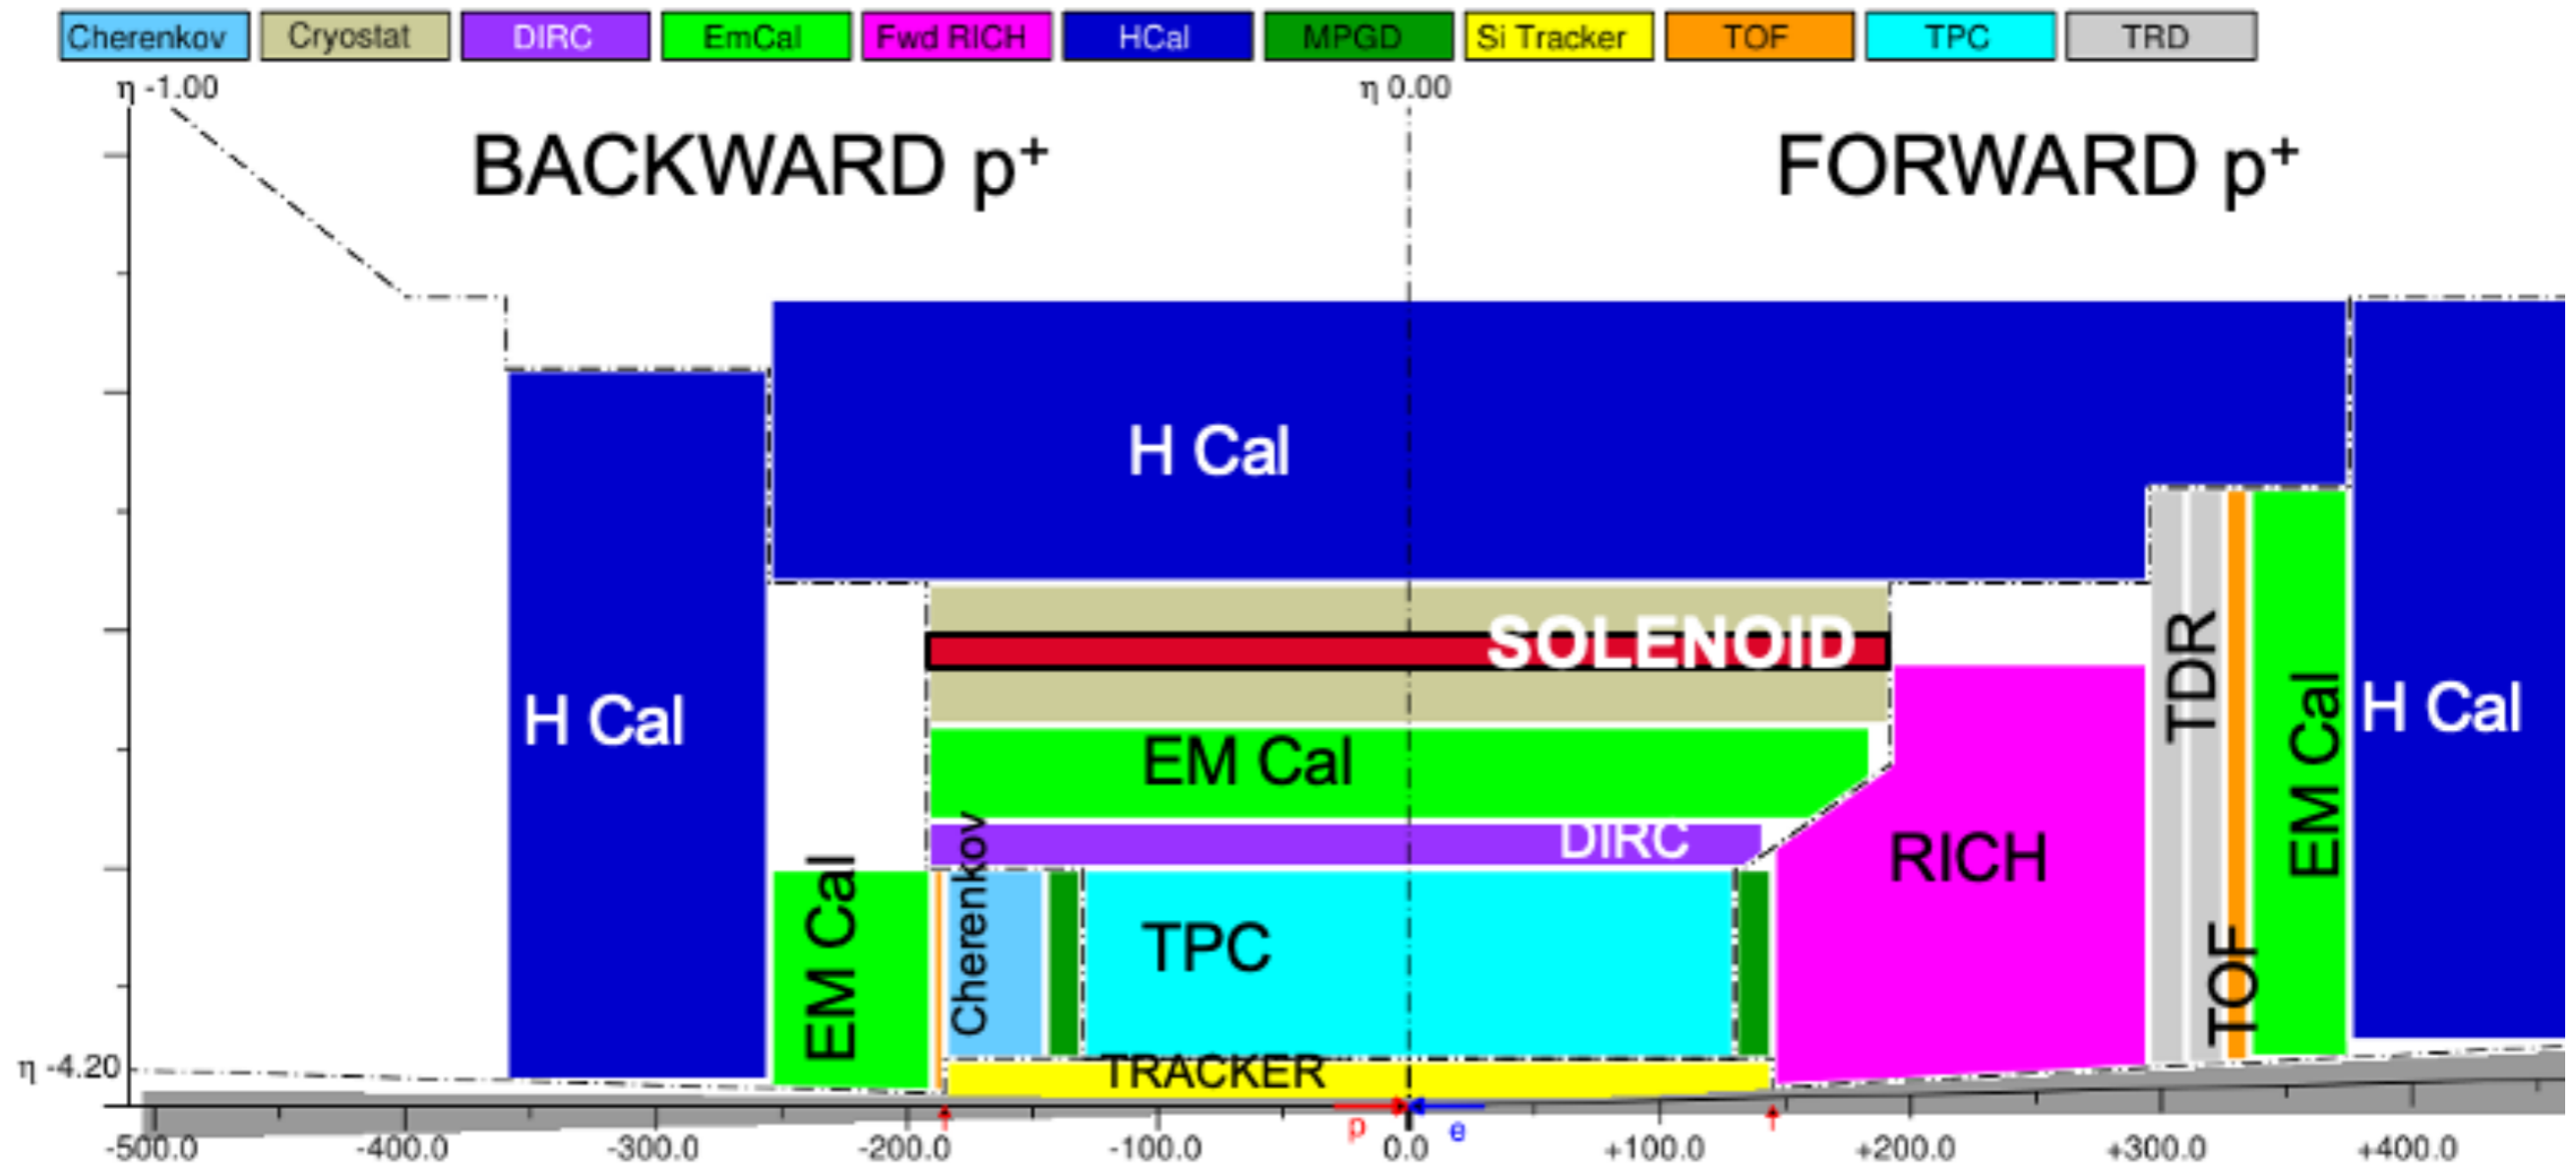 Cherenkov Cryostat DIRC EmCal Fwd RICH HCal MPGD Si Tracker TOF TPC TRD
η -1.00 η 0.00
BACKWARD p+ FORWARD p+
H Cal
SOLENOID
TDR
H Cal
H Cal
EM Cal
EM Cal
DIRC
RICH
EM Cal
Cherenkov
TPC
TOF
η -4.20
TRACKER
p e
-500.0 -400.0 -300.0 -200.0 -100.0 0.0 +100.0 +200.0 +300.0 +400.0